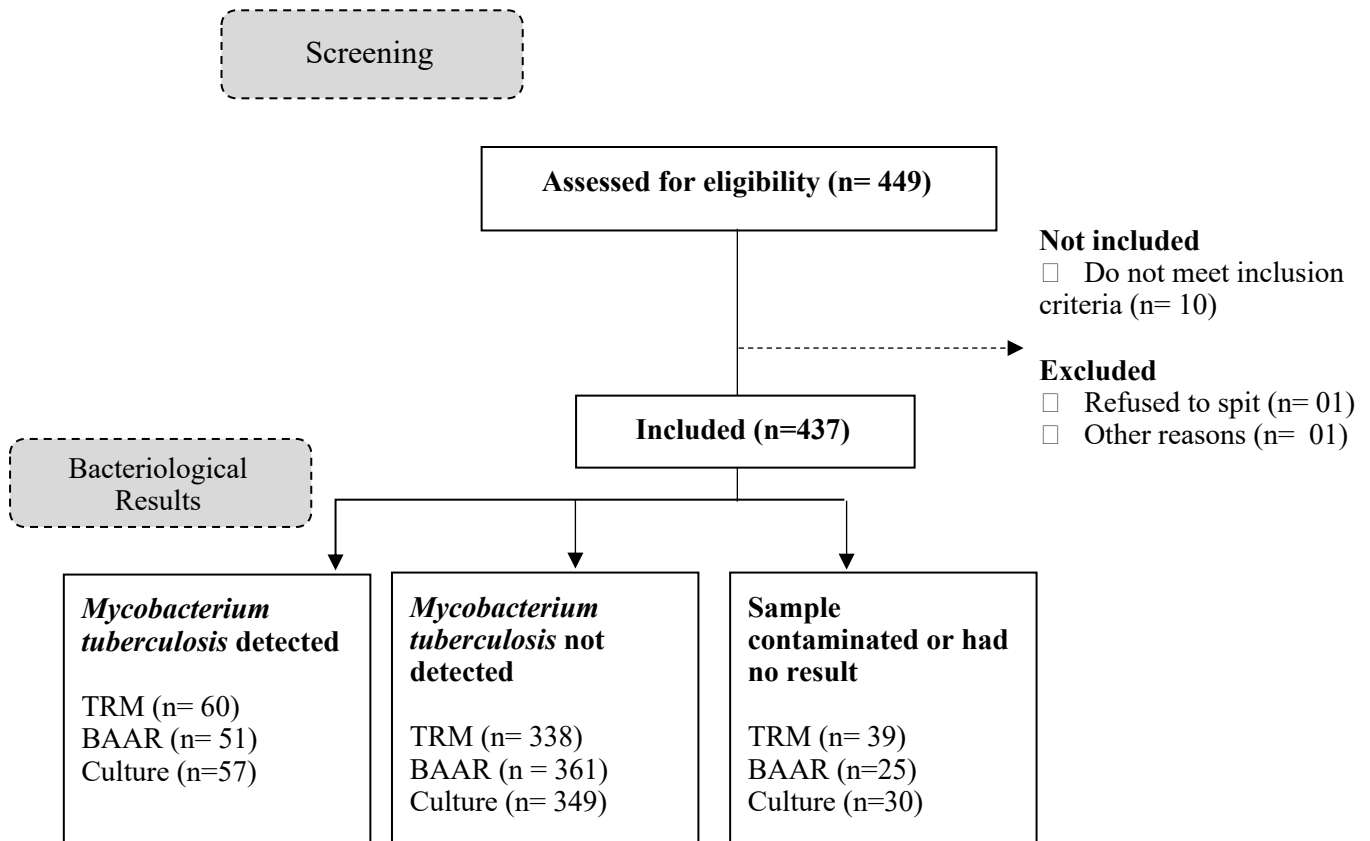 Screening
Assessed for eligibility (n= 449)
Not included
□ Do not meet inclusion
criteria (n= 10)
Excluded
□ Refused to spit (n= 01)
□ Other reasons (n= 01)
Included (n=437)
Bacteriological
Results
Mycobacterium
tuberculosis detected
TRM (n= 60)
BAAR (n= 51)
Culture (n=57)
Mycobacterium
tuberculosis not
detected
TRM (n= 338)
BAAR (n = 361)
Culture (n= 349)
Sample
contaminated or had
no result
TRM (n= 39)
BAAR (n=25)
Culture (n=30)